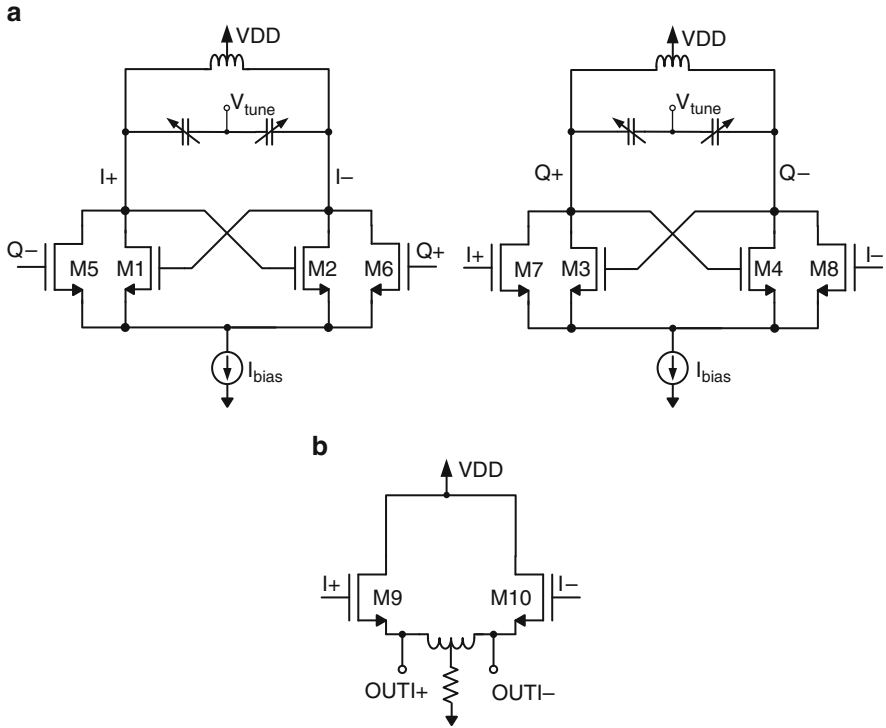 a
VDD VDD
V_tune V_tune
I+ I− Q+ Q−
Q− M5 M1 M2 M6 Q+ I+ M7 M3 M4 M8 I−
I_bias I_bias
b
VDD
I+ M9 M10 I−
OUTI+ OUTI−